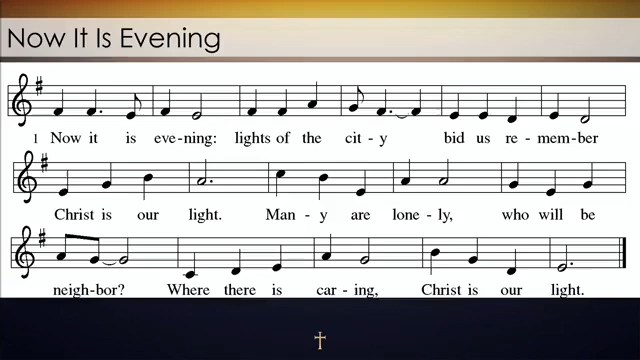 Now It Is Evening
1 Now it is eve-ning: lights of the cit-y bid us re-mem-ber
Christ is our light. Man-y are lone-ly, who will be
neigh-bor? Where there is car-ing, Christ is our light.